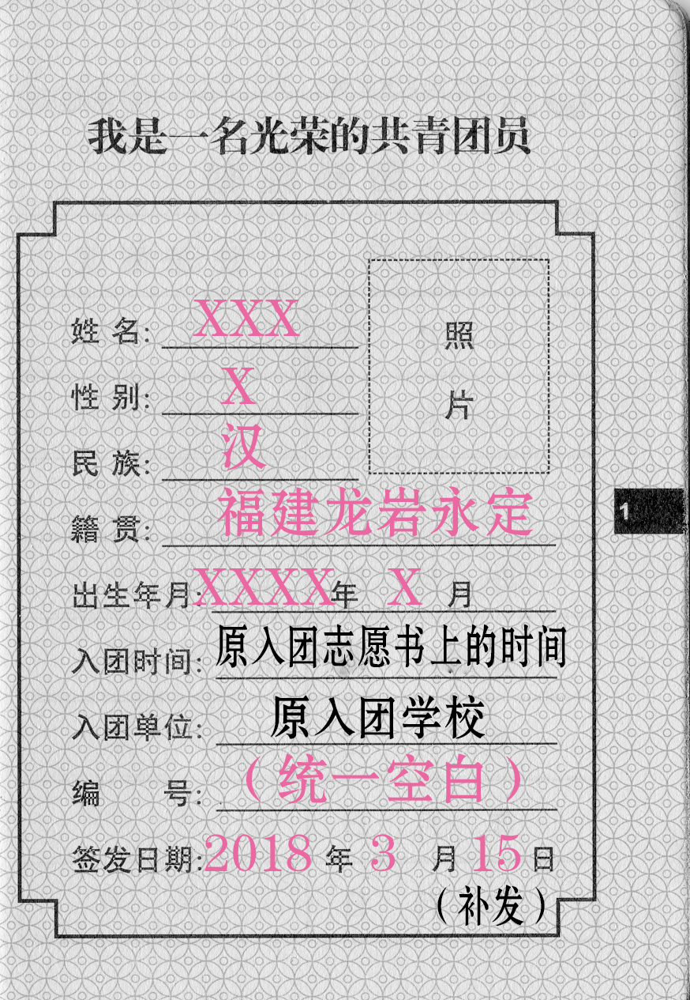 我是一名光荣的共青团员
照
片
姓 名: XXX
性 别: X
民 族: 汉
籍 贯: 福建龙岩永定
1
出生年月: XXXX年 X 月
入团时间: 原入团志愿书上的时间
入团单位: 原入团学校
编 号: (统一空白)
签发日期: 2018 年 3 月 15 日
(补发)